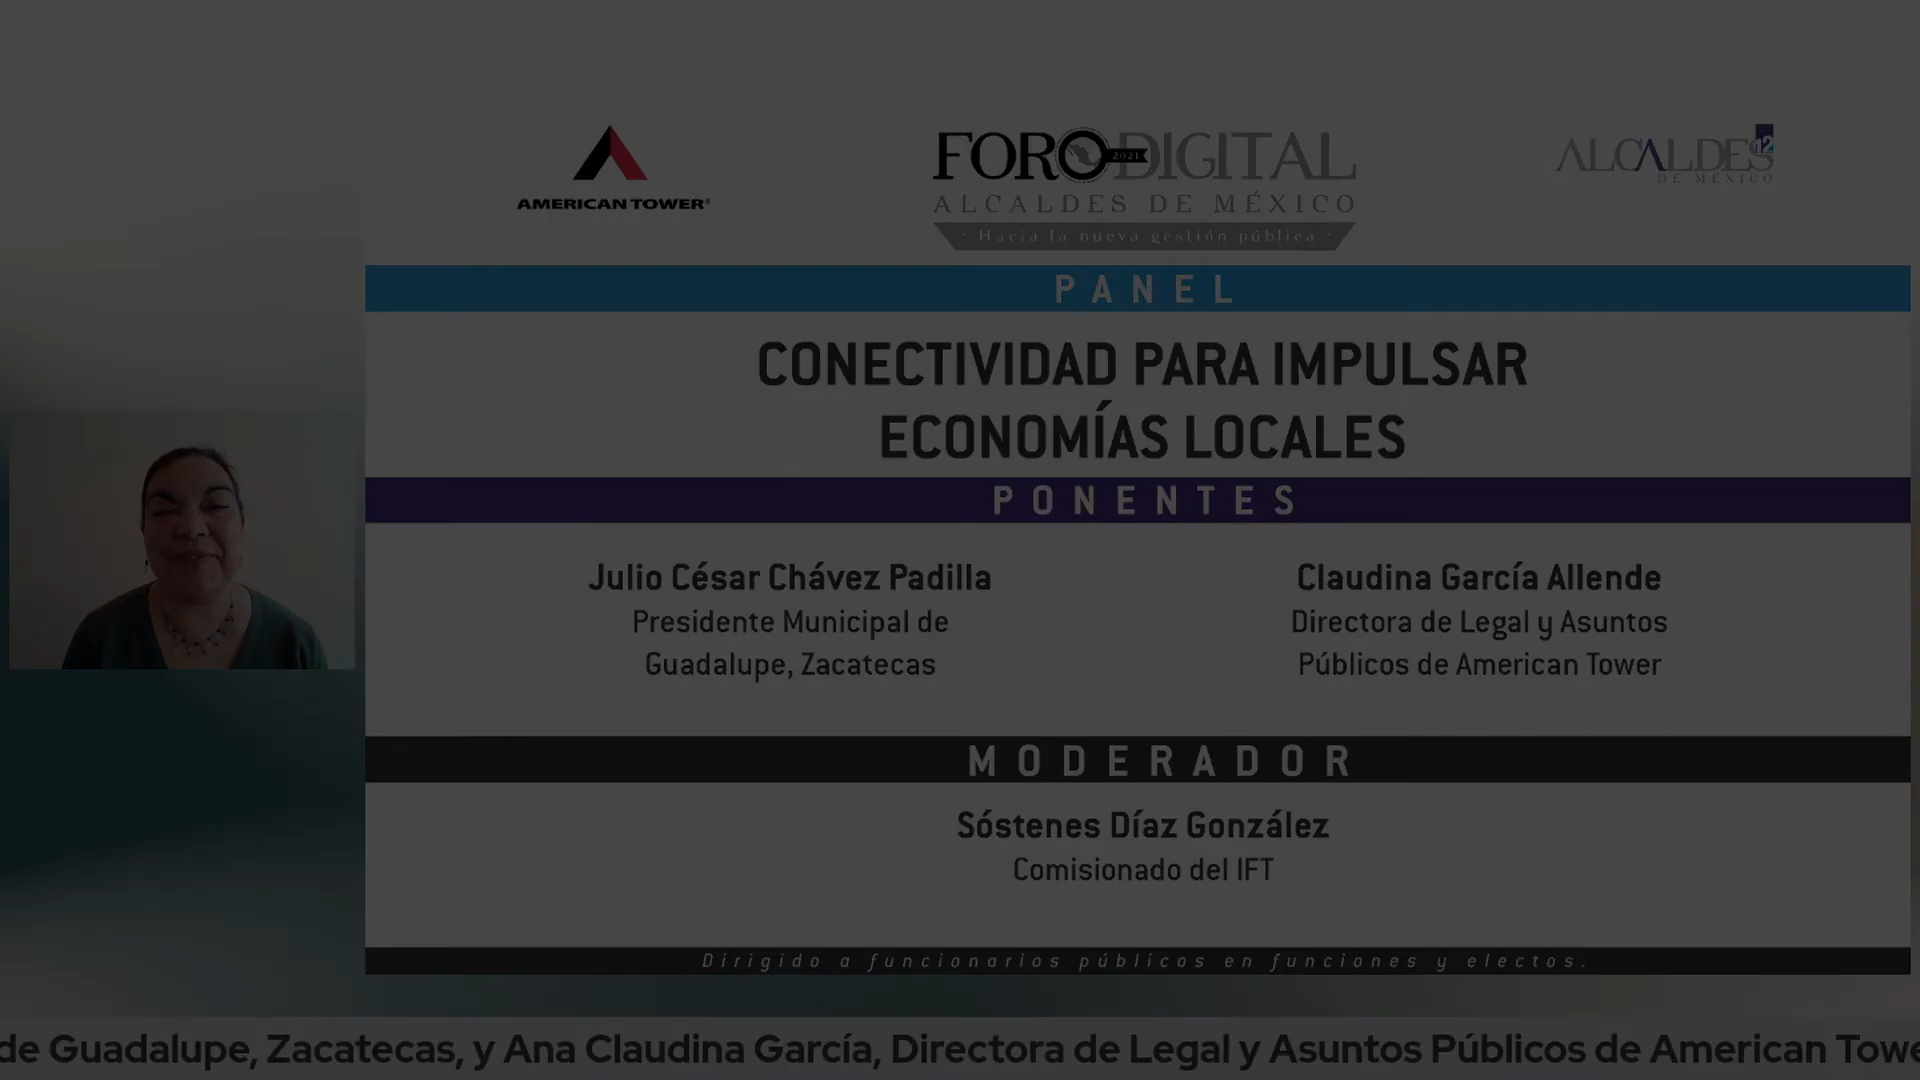 AMERICAN TOWER®
FORO 2021 DIGITAL
ALCALDES DE MÉXICO
· Hacia la nueva gestión pública ·
ALCALDES 12
DE MÉXICO
PANEL
CONECTIVIDAD PARA IMPULSAR
ECONOMÍAS LOCALES
PONENTES
Julio César Chávez Padilla
Presidente Municipal de
Guadalupe, Zacatecas
Claudina García Allende
Directora de Legal y Asuntos
Públicos de American Tower
MODERADOR
Sóstenes Díaz González
Comisionado del IFT
Dirigido a funcionarios públicos en funciones y electos.
de Guadalupe, Zacatecas, y Ana Claudina García, Directora de Legal y Asuntos Públicos de American Towe